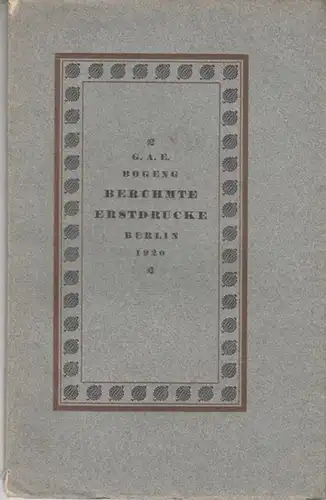 G. A. E.
BOGENG
BERÜHMTE
ERSTDRUCKE
BERLIN
1920